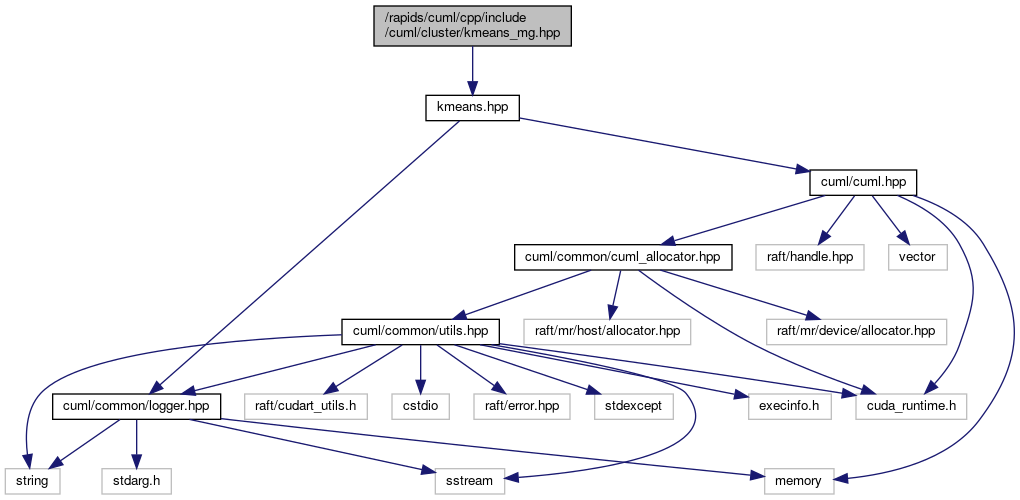 /rapids/cuml/cpp/include
/cuml/cluster/kmeans_mg.hpp
kmeans.hpp
cuml/cuml.hpp
cuml/common/cuml_allocator.hpp
raft/handle.hpp
vector
cuml/common/utils.hpp
raft/mr/host/allocator.hpp
raft/mr/device/allocator.hpp
cuml/common/logger.hpp
raft/cudart_utils.h
cstdio
raft/error.hpp
stdexcept
execinfo.h
cuda_runtime.h
string
stdarg.h
sstream
memory